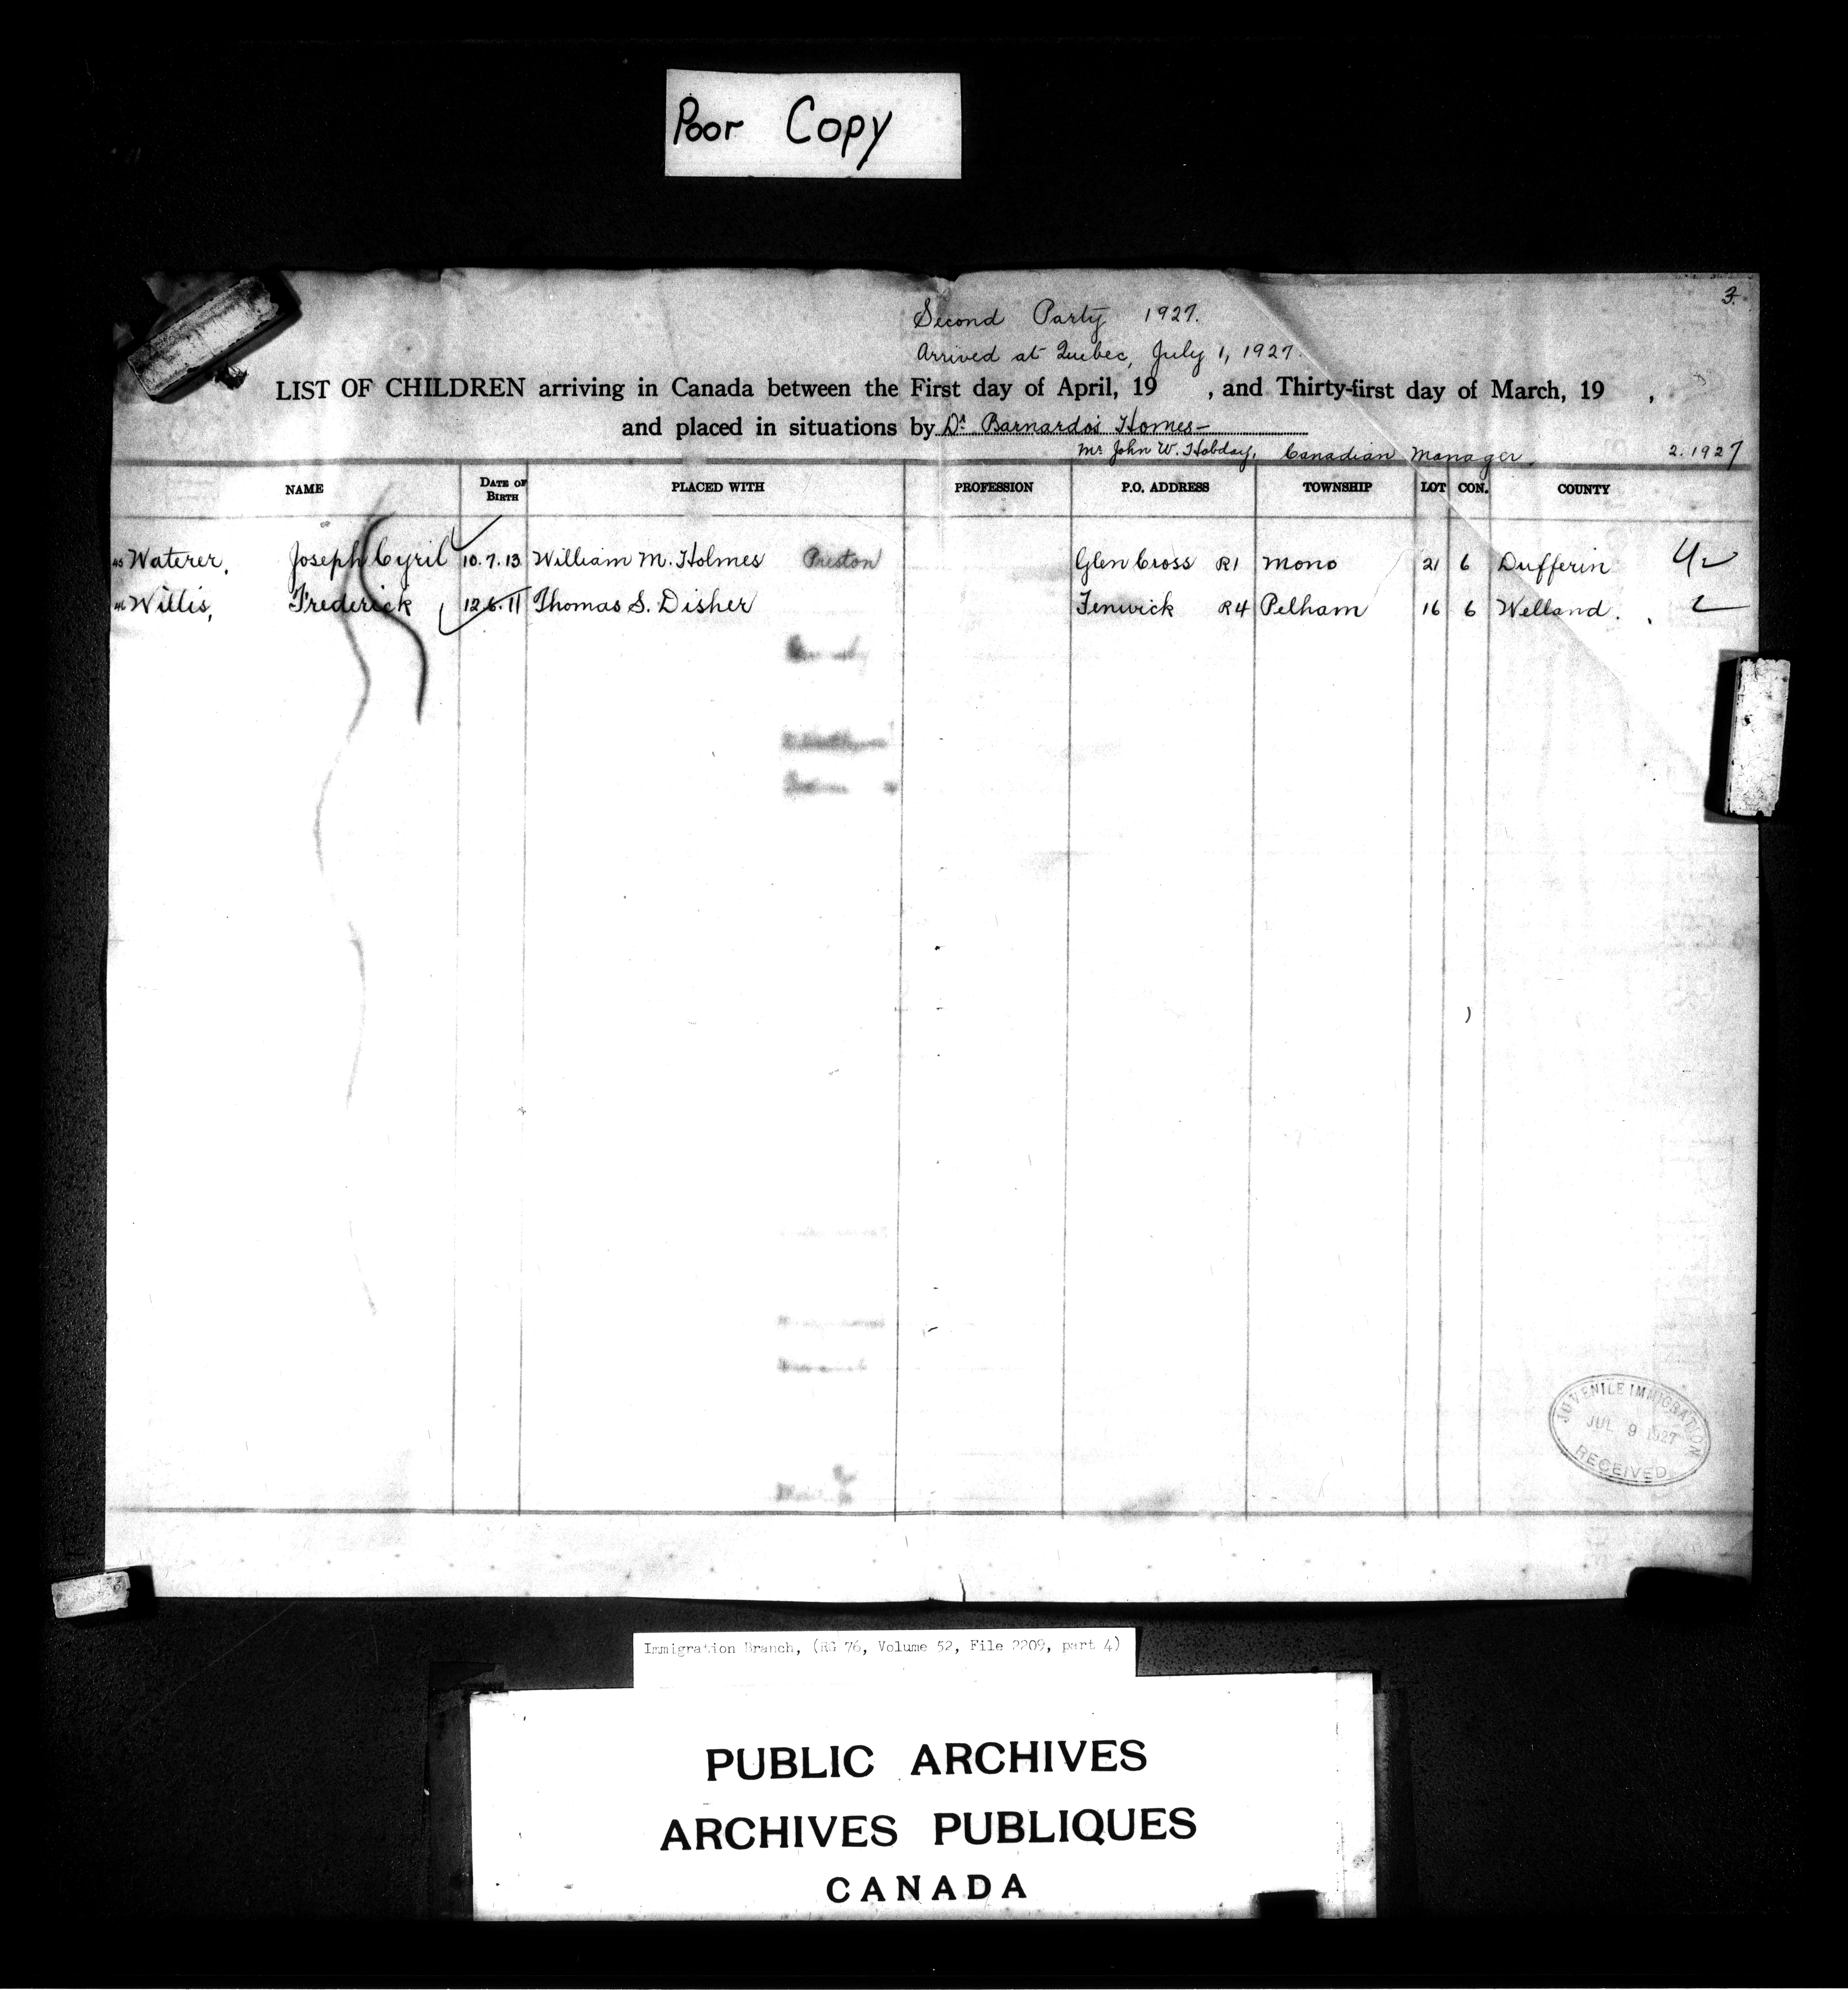 Poor Copy
3.
Second Party 1927.
Arrived at Quebec, July 1, 1927.
LIST OF CHILDREN arriving in Canada between the First day of April, 19 , and Thirty-first day of March, 19 ,
and placed in situations by Dr. Barnardo's Homes—
Mr John W. Hobday, Canadian Manager. 2. 1927
NAME DATE OF BIRTH PLACED WITH PROFESSION P.O. ADDRESS TOWNSHIP LOT CON. COUNTY
45 Waterer, Joseph Cyril 10.7.13 William M. Holmes Preston Glen Cross R1 Mono 21 6 Dufferin
46 Willis, Frederick 12.6.11 Thomas S. Disher Fenwick R4 Pelham 16 6 Welland.
JUVENILE IMMIGRATION
JUL 9 1927
RECEIVED
Immigration Branch, (RG 76, Volume 52, File 2209, part 4)
PUBLIC ARCHIVES
ARCHIVES PUBLIQUES
CANADA